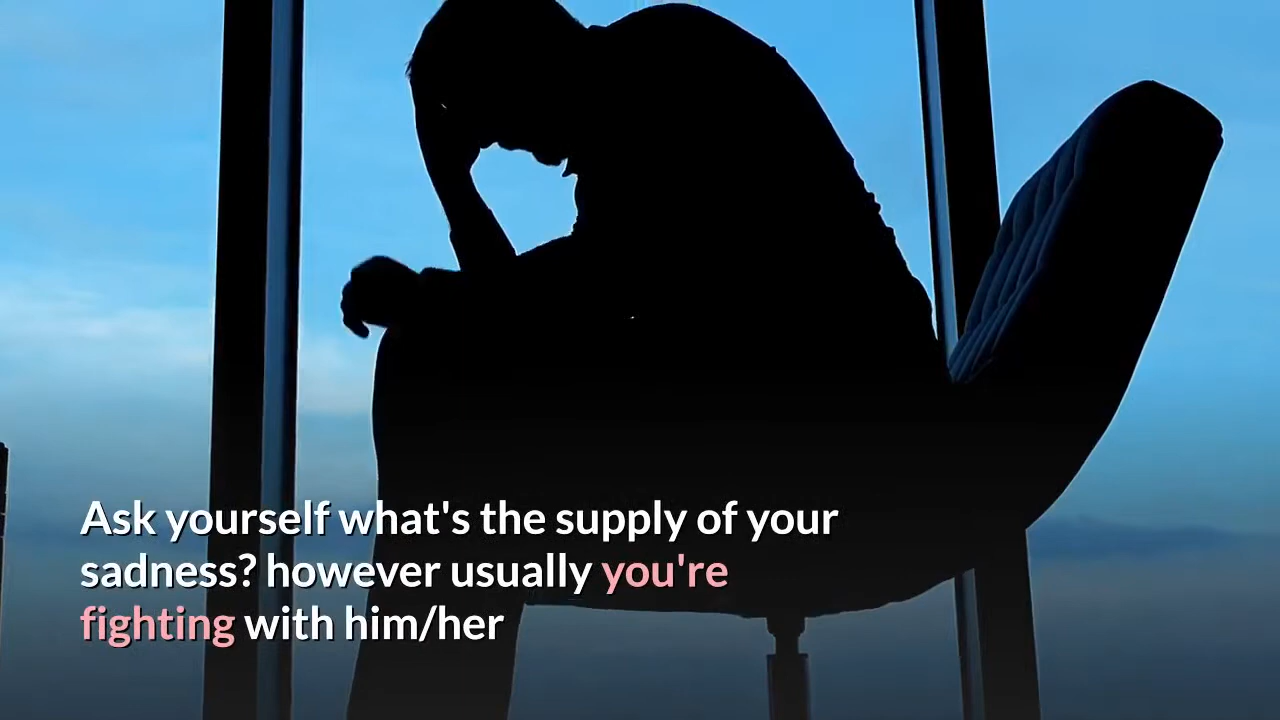 Ask yourself what's the supply of your
sadness? however usually you're
fighting with him/her